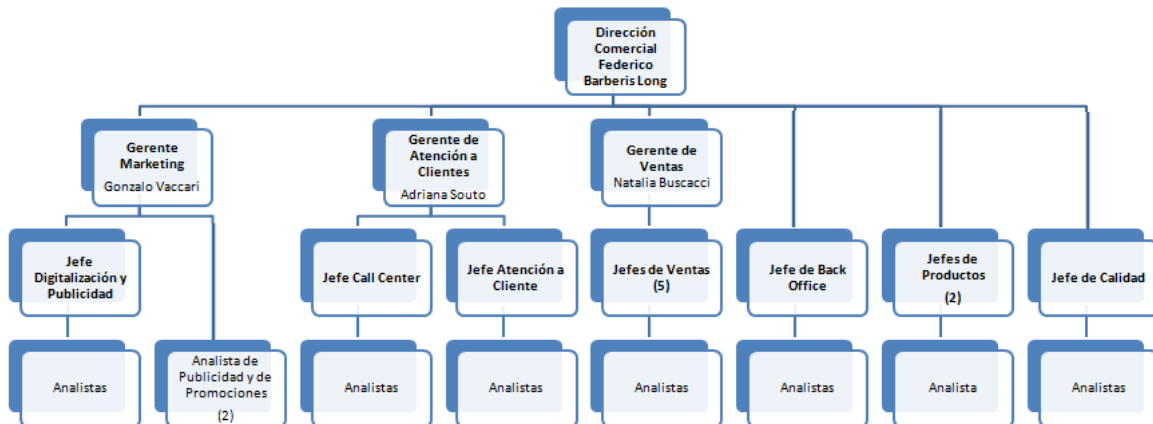 Dirección
Comercial
Federico
Barberis Long
Gerente
Marketing
Gonzalo Vaccari
Gerente de
Atención a
Clientes
Adriana Souto
Gerente de
Ventas
Natalia Buscacci
Jefe
Digitalización y
Publicidad
Jefe Call Center
Jefe Atención a
Cliente
Jefes de Ventas
(5)
Jefe de Back
Office
Jefes de
Productos
(2)
Jefe de Calidad
Analistas
Analista de
Publicidad y de
Promociones
(2)
Analistas
Analistas
Analistas
Analistas
Analista
Analistas